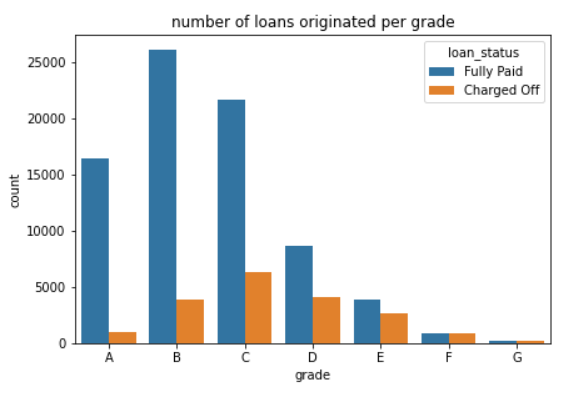 number of loans originated per grade
loan_status
Fully Paid
Charged Off
count
25000
20000
15000
10000
5000
0
A B C D E F G
grade